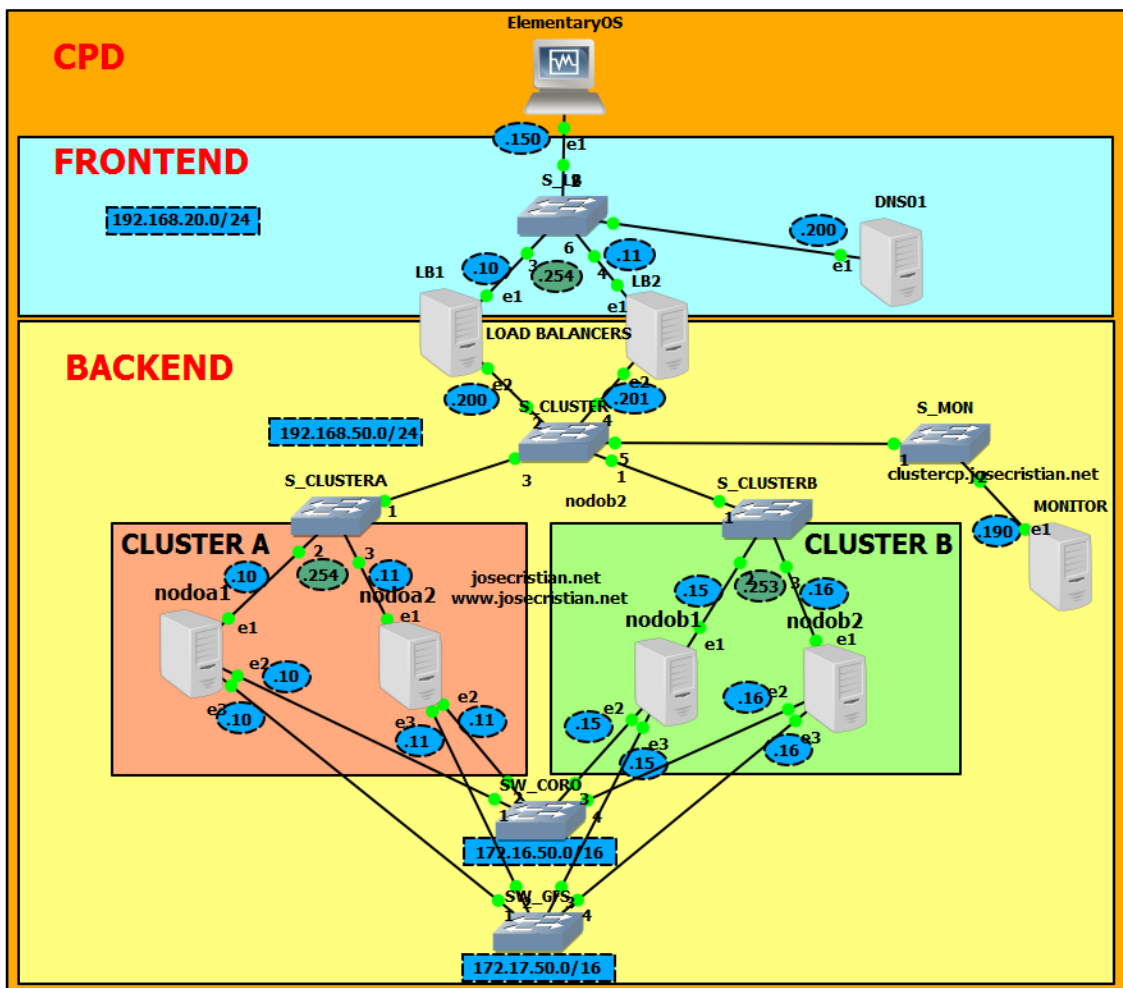 ElementaryOS
CPD
.150
e1
FRONTEND
S_LB
192.168.20.0/24
DNS01
.200
e1
6
.10
3
.254
4
.11
LB1
LB2
e1
e1
LOAD BALANCERS
BACKEND
e2
e2
.200
.201
S_CLUSTER
2
4
S_MON
192.168.50.0/24
5
1
1
clustercp.josecristian.net
3
S_CLUSTERA
nodob2
S_CLUSTERB
2
MONITOR
1
1
.190
e1
CLUSTER A
CLUSTER B
2
3
.10
.254
.11
josecristian.net
www.josecristian.net
2
3
.15
.253
.16
nodoa1
nodoa2
nodob1
nodob2
e1
e1
e1
e1
e2
.10
e2
e2
.16
e2
e3
.10
e3
.11
.11
.15
e3
.15
e3
.16
SW_CORO
1
2
3
4
172.16.50.0/16
SW_GFS
1
2
3
4
172.17.50.0/16